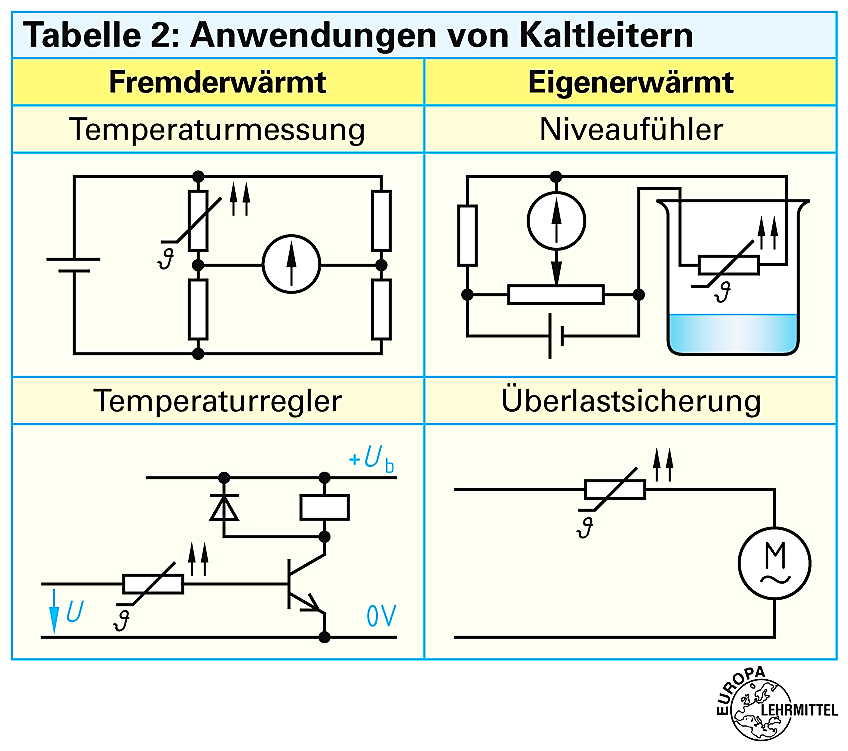 Tabelle 2: Anwendungen von Kaltleitern
Fremderwärmt
Eigenerwärmt
Temperaturmessung
Niveaufühler
ϑ
ϑ
Temperaturregler
Überlastsicherung
+Ub
U
ϑ
0V
ϑ
M
~
EUROPA
LEHRMITTEL